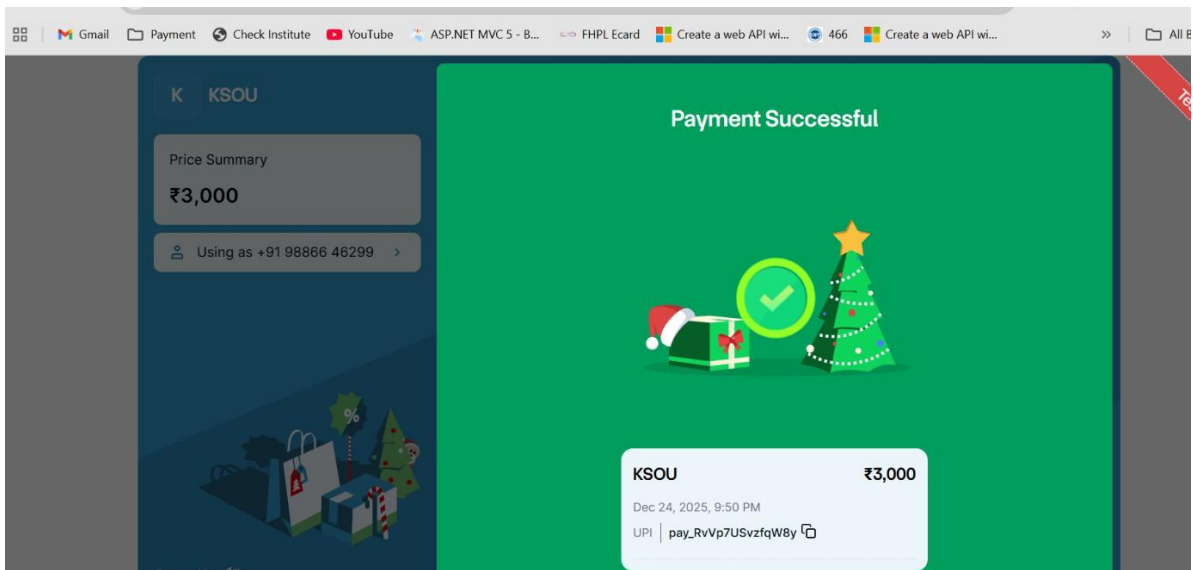 Gmail Payment Check Institute YouTube ASP.NET MVC 5 - B... FHPL Ecard Create a web API wi... 466 Create a web API wi... » All B
K KSOU
Price Summary
₹3,000
Using as +91 98866 46299
Payment Successful
%
KSOU ₹3,000
Dec 24, 2025, 9:50 PM
UPI | pay_RvVp7USvzfqW8y